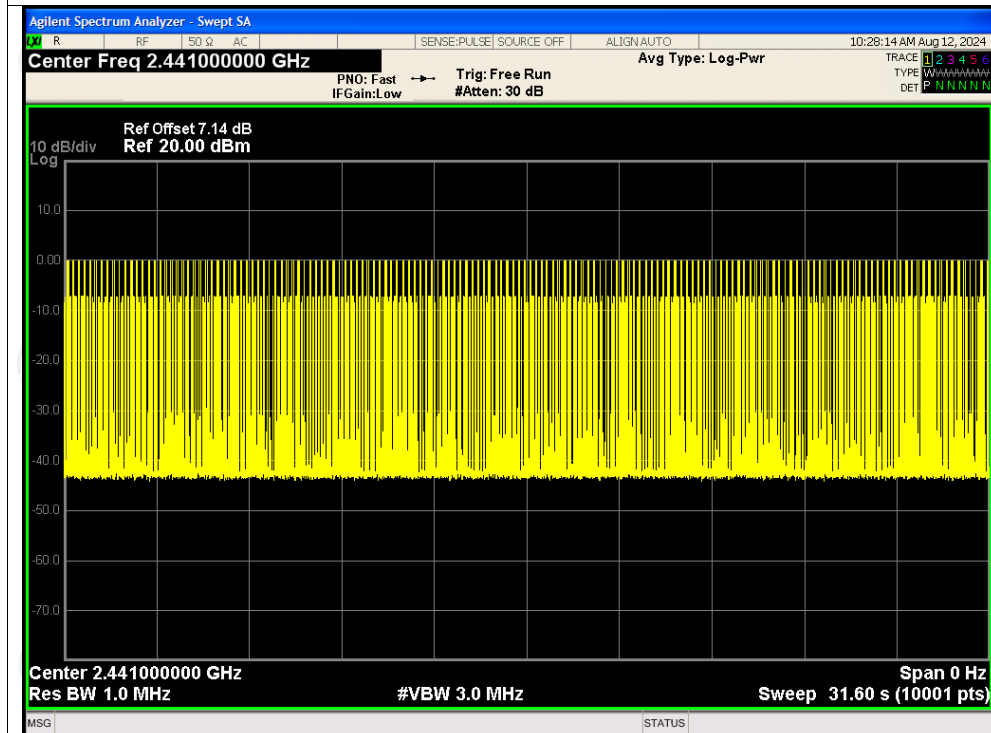 Agilent Spectrum Analyzer - Swept SA
LXI R RF 50 Ω AC SENSE:PULSE SOURCE OFF ALIGN AUTO 10:28:14 AM Aug 12, 2024
Center Freq 2.441000000 GHz
PNO: Fast
IFGain:Low
Trig: Free Run
#Atten: 30 dB
Avg Type: Log-Pwr
TRACE 1 2 3 4 5 6
TYPE W
DET P N N N N N
Ref Offset 7.14 dB
10 dB/div Ref 20.00 dBm
Log
10.0
0.00
-10.0
-20.0
-30.0
-40.0
-50.0
-60.0
-70.0
Center 2.441000000 GHz Span 0 Hz
Res BW 1.0 MHz #VBW 3.0 MHz Sweep 31.60 s (10001 pts)
MSG STATUS